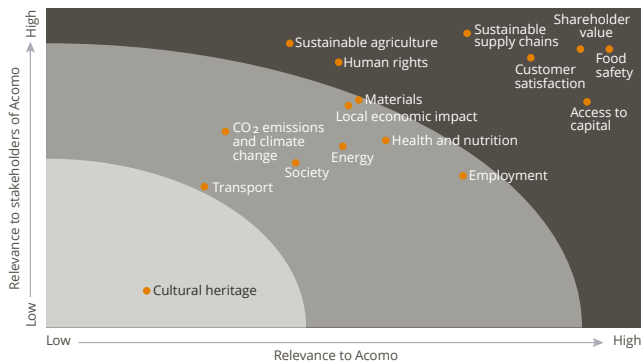 High
Relevance to stakeholders of Acomo
Low
Shareholder
value
Sustainable
supply chains
Sustainable agriculture
Human rights
Customer
satisfaction
Food
safety
Materials
Local economic impact
Access to
capital
CO₂ emissions
and climate
change
Health and nutrition
Energy
Society
Employment
Transport
Cultural heritage
Low
High
Relevance to Acomo